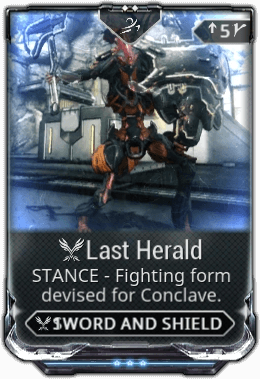 ↑5
Last Herald
STANCE - Fighting form
devised for Conclave.
SWORD AND SHIELD